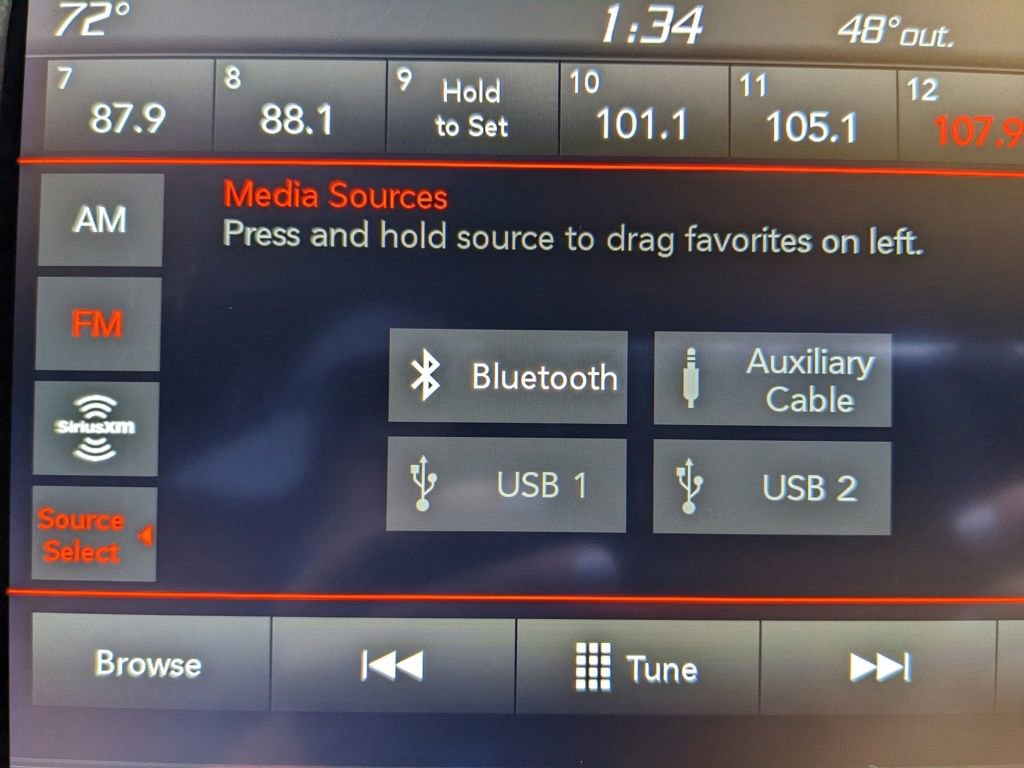 72° 1:34 48° out.
7 8 9 Hold 10 11 12
87.9 88.1 to Set 101.1 105.1 107.9
AM
Media Sources
Press and hold source to drag favorites on left.
FM
SiriusXM
Source
Select
Bluetooth
Auxiliary
Cable
USB 1
USB 2
Browse
Tune